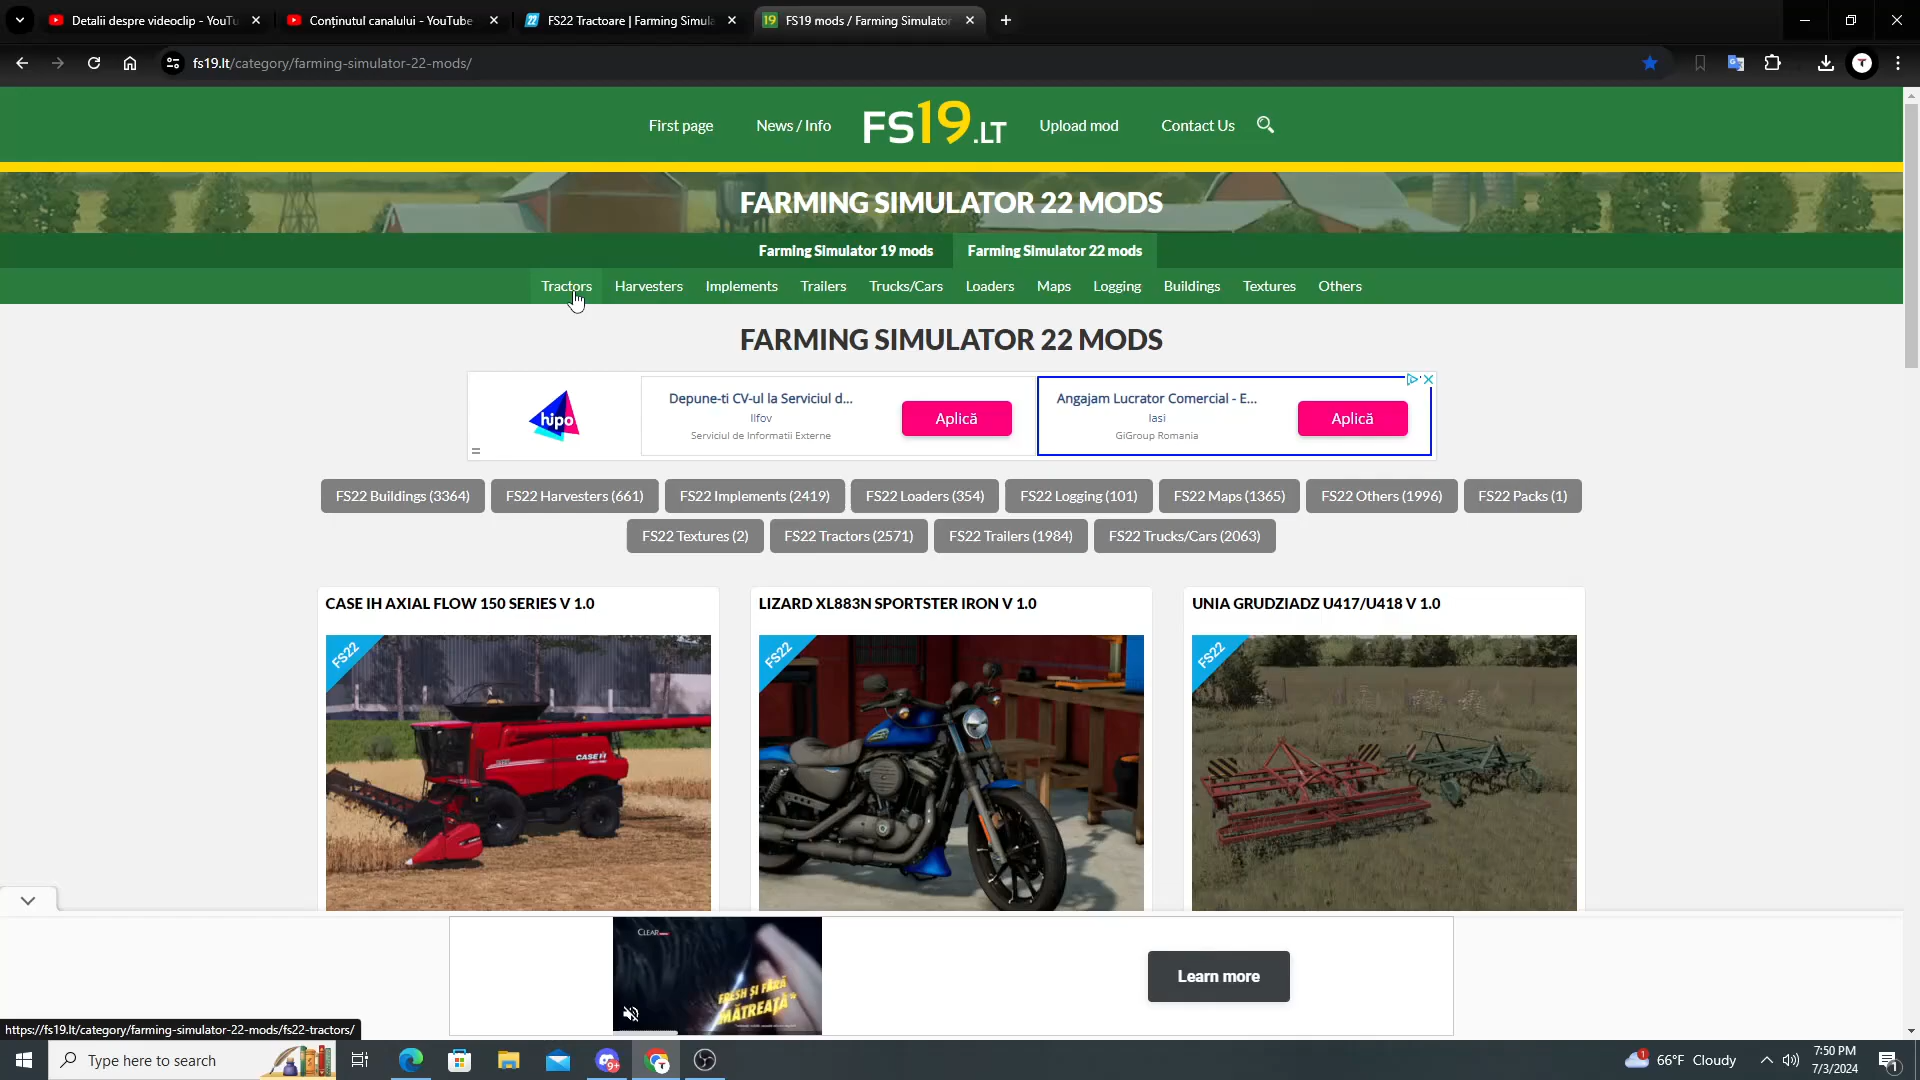 Detalii despre videoclip - YouTu
Conținutul canalului - YouTube
FS22 Tractoare | Farming Simula
FS19 mods / Farming Simulator
fs19.lt/category/farming-simulator-22-mods/
First page
News / Info
FS19.LT
Upload mod
Contact Us
FARMING SIMULATOR 22 MODS
Farming Simulator 19 mods
Farming Simulator 22 mods
Tractors
Harvesters
Implements
Trailers
Trucks/Cars
Loaders
Maps
Logging
Buildings
Textures
Others
FARMING SIMULATOR 22 MODS
hipo
Depune-ti CV-ul la Serviciul d...
Ilfov
Serviciul de Informatii Externe
Aplică
Angajam Lucrator Comercial - E...
Iasi
GiGroup Romania
Aplică
FS22 Buildings (3364)
FS22 Harvesters (661)
FS22 Implements (2419)
FS22 Loaders (354)
FS22 Logging (101)
FS22 Maps (1365)
FS22 Others (1996)
FS22 Packs (1)
FS22 Textures (2)
FS22 Tractors (2571)
FS22 Trailers (1984)
FS22 Trucks/Cars (2063)
CASE IH AXIAL FLOW 150 SERIES V 1.0
LIZARD XL883N SPORTSTER IRON V 1.0
UNIA GRUDZIADZ U417/U418 V 1.0
FS22
FS22
FS22
CASE IH
CLEAR
FRESH ȘI FĂRĂ
MĂTREAȚĂ*
Learn more
https://fs19.lt/category/farming-simulator-22-mods/fs22-tractors/
Type here to search
9+
66°F Cloudy
7:50 PM
7/3/2024